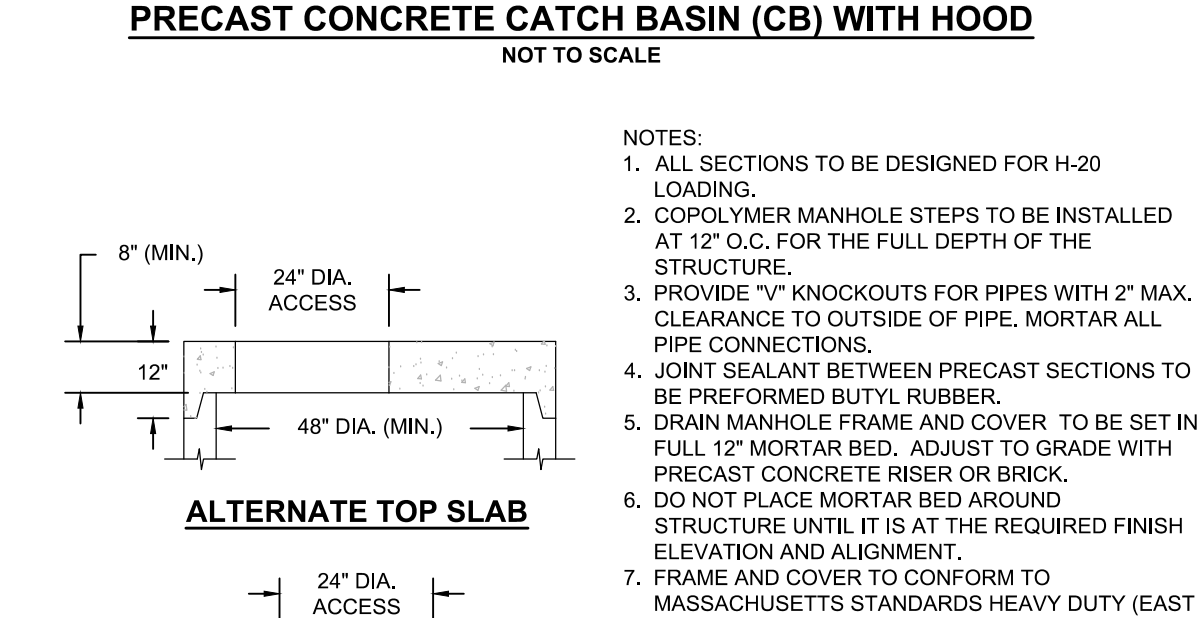 PRECAST CONCRETE CATCH BASIN (CB) WITH HOOD
NOT TO SCALE
8" (MIN.)
24" DIA.
ACCESS
12"
48" DIA. (MIN.)
ALTERNATE TOP SLAB
24" DIA.
ACCESS
NOTES:
1. ALL SECTIONS TO BE DESIGNED FOR H-20
LOADING.
2. COPOLYMER MANHOLE STEPS TO BE INSTALLED
AT 12" O.C. FOR THE FULL DEPTH OF THE
STRUCTURE.
3. PROVIDE "V" KNOCKOUTS FOR PIPES WITH 2" MAX.
CLEARANCE TO OUTSIDE OF PIPE. MORTAR ALL
PIPE CONNECTIONS.
4. JOINT SEALANT BETWEEN PRECAST SECTIONS TO
BE PREFORMED BUTYL RUBBER.
5. DRAIN MANHOLE FRAME AND COVER TO BE SET IN
FULL 12" MORTAR BED. ADJUST TO GRADE WITH
PRECAST CONCRETE RISER OR BRICK.
6. DO NOT PLACE MORTAR BED AROUND
STRUCTURE UNTIL IT IS AT THE REQUIRED FINISH
ELEVATION AND ALIGNMENT.
7. FRAME AND COVER TO CONFORM TO
MASSACHUSETTS STANDARDS HEAVY DUTY (EAST